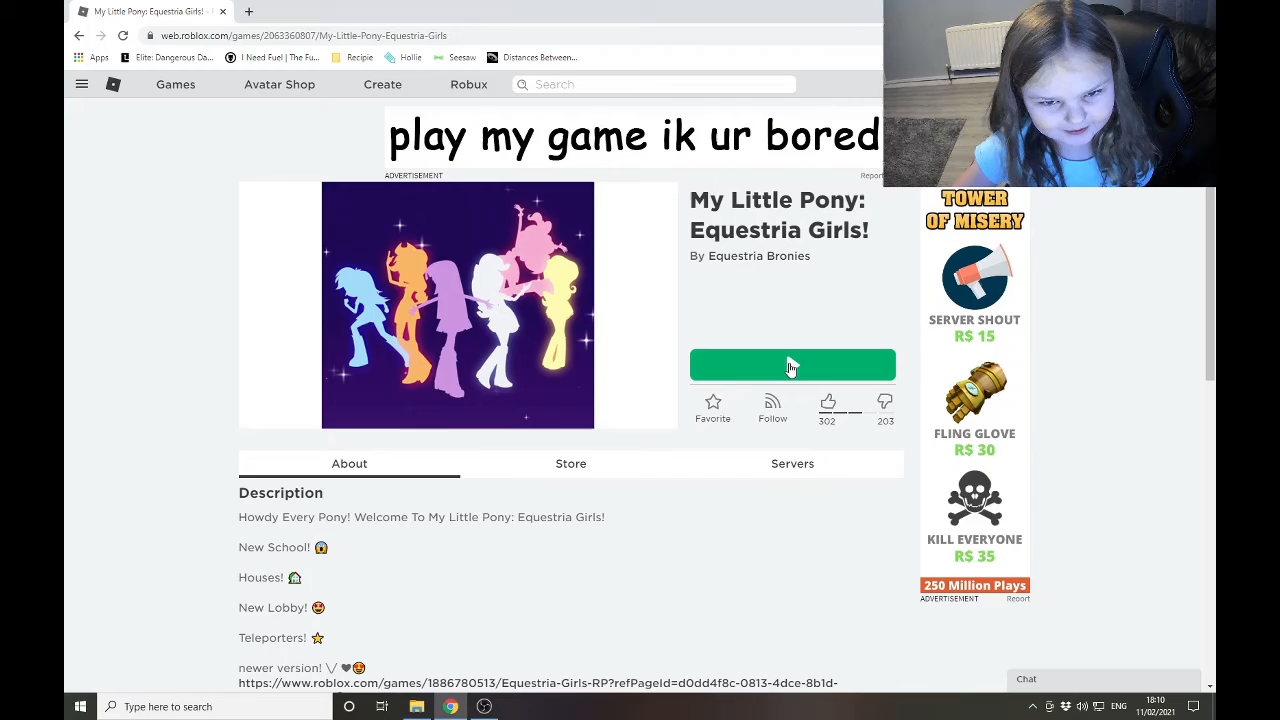 My Little Pony: Equestria Girls! -
web.roblox.com/games/2063360807/My-Little-Pony-Equestria-Girls
Apps
Elite: Dangerous Da...
I Need Fuel | The Fu...
Recipie
Hollie
Seesaw
Distances Between...
Games
Avatar Shop
Create
Robux
Search
play my game ik ur bored
ADVERTISEMENT
Report
My Little Pony:
Equestria Girls!
By Equestria Bronies
Favorite
Follow
302
203
About
Store
Servers
Description
Howdy Every Pony! Welcome To My Little Pony: Equestria Girls!
New School! 😱
Houses! 🏡
New Lobby! 🤩
Teleporters! ⭐
newer version! \/ ❤🤩
https://www.roblox.com/games/1886780513/Equestria-Girls-RP?refPageId=d0dd4f8c-0813-4dce-8b1d-
TOWER
OF MISERY
SERVER SHOUT
R$ 15
FLING GLOVE
R$ 30
KILL EVERYONE
R$ 35
250 Million Plays
ADVERTISEMENT
Report
Chat
Type here to search
ENG
18:10
11/02/2021